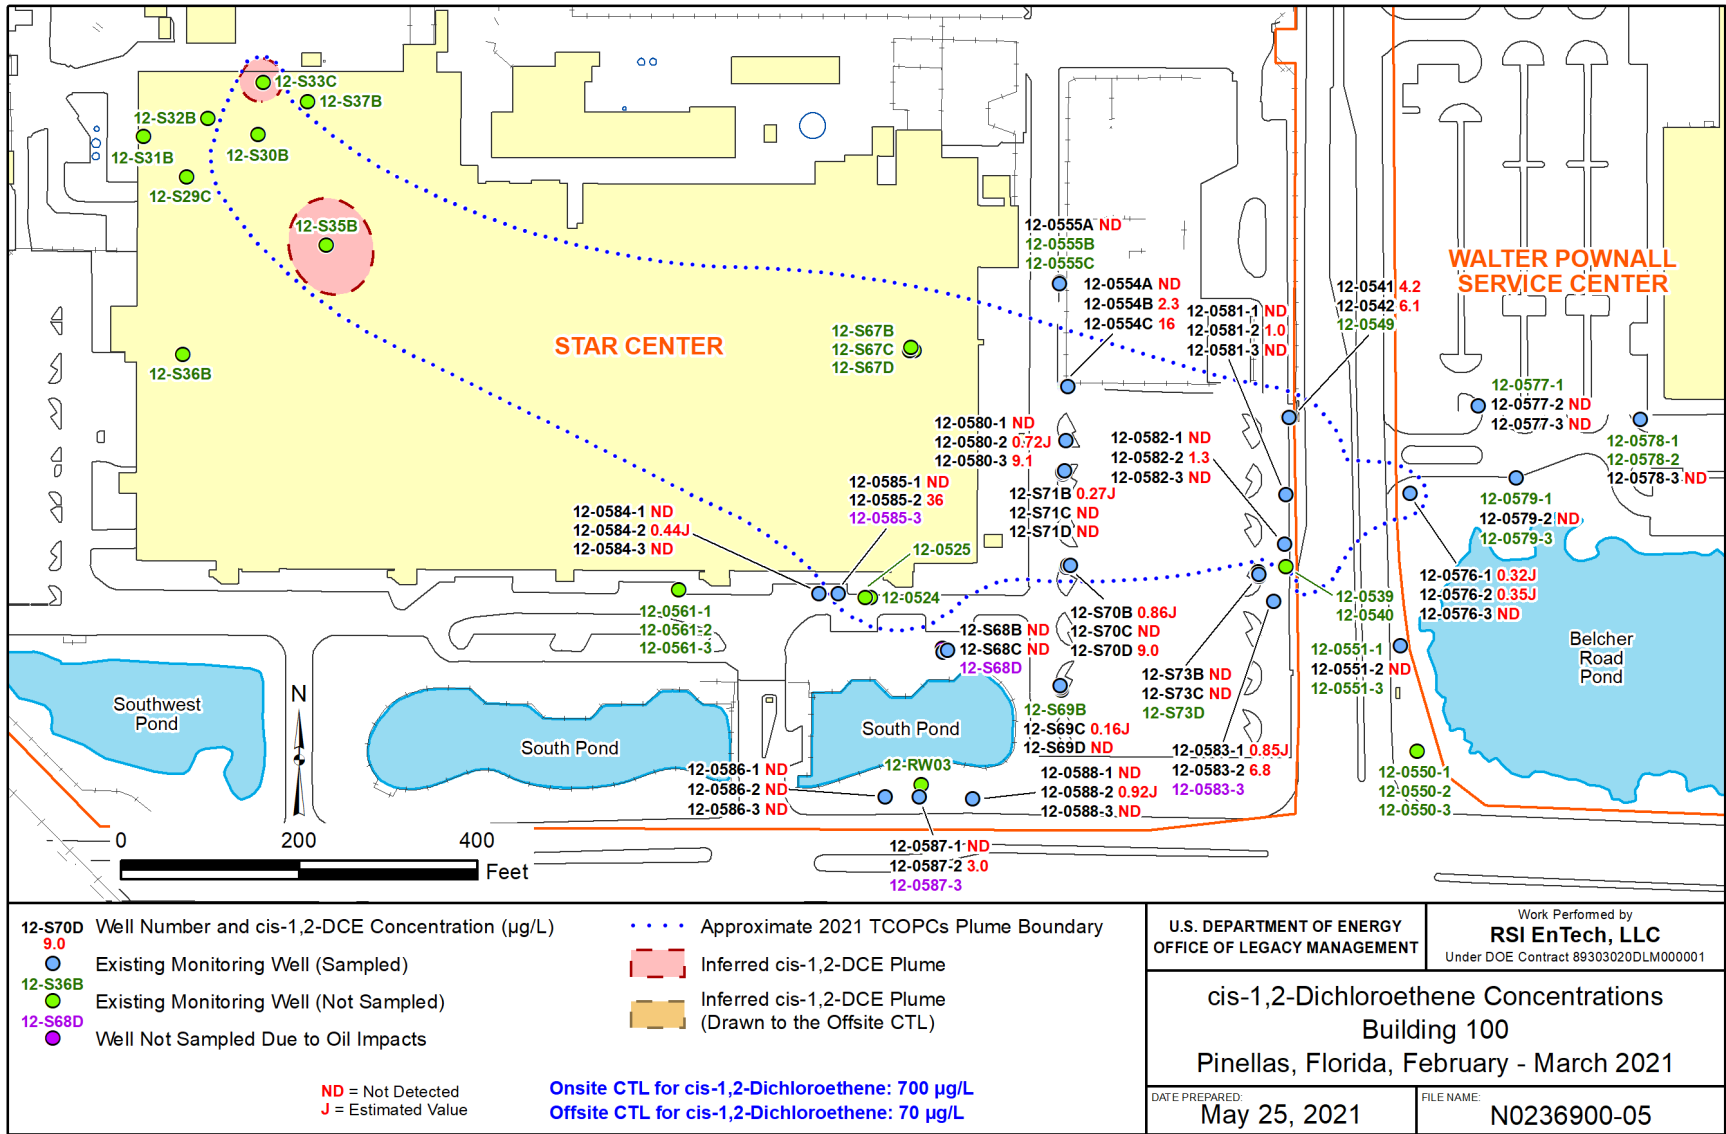 12-S33C
12-S37B
12-S32B
12-S31B
12-S30B
12-S29C
12-S35B
12-S36B
STAR CENTER
12-S67B
12-S67C
12-S67D
12-0555A ND
12-0555B
12-0555C
12-0554A ND
12-0554B 2.3
12-0554C 16
12-0581-1 ND
12-0581-2 1.0
12-0581-3 ND
12-0541 4.2
12-0542 6.1
12-0549
WALTER POWNALL
SERVICE CENTER
12-0577-1
12-0577-2 ND
12-0577-3 ND
12-0578-1
12-0578-2
12-0578-3 ND
12-0579-1
12-0579-2 ND
12-0579-3
12-0580-1 ND
12-0580-2 0.72J
12-0580-3 9.1
12-0582-1 ND
12-0582-2 1.3
12-0582-3 ND
12-0585-1 ND
12-0585-2 36
12-0585-3
12-S71B 0.27J
12-S71C ND
12-S71D ND
12-0584-1 ND
12-0584-2 0.44J
12-0584-3 ND
12-0525
12-0524
12-0561-1
12-0561-2
12-0561-3
12-0576-1 0.32J
12-0576-2 0.35J
12-0576-3 ND
12-0539
12-0540
12-S70B 0.86J
12-S70C ND
12-S70D 9.0
12-S68B ND
12-S68C ND
12-S68D
12-0551-1
12-0551-2 ND
12-0551-3
Belcher
Road
Pond
12-S73B ND
12-S73C ND
12-S73D
12-S69B
12-S69C 0.16J
12-S69D ND
12-0583-1 0.85J
12-0583-2 6.8
12-0583-3
Southwest
Pond
N
South Pond
South Pond
12-RW03
12-0586-1 ND
12-0586-2 ND
12-0586-3 ND
12-0588-1 ND
12-0588-2 0.92J
12-0588-3 ND
12-0550-1
12-0550-2
12-0550-3
12-0587-1 ND
12-0587-2 3.0
12-0587-3
0 200 400
Feet
12-S70D
9.0
Well Number and cis-1,2-DCE Concentration (µg/L)
Existing Monitoring Well (Sampled)
12-S36B
Existing Monitoring Well (Not Sampled)
12-S68D
Well Not Sampled Due to Oil Impacts
Approximate 2021 TCOPCs Plume Boundary
Inferred cis-1,2-DCE Plume
Inferred cis-1,2-DCE Plume
(Drawn to the Offsite CTL)
ND = Not Detected
J = Estimated Value
Onsite CTL for cis-1,2-Dichloroethene: 700 µg/L
Offsite CTL for cis-1,2-Dichloroethene: 70 µg/L
U.S. DEPARTMENT OF ENERGY
OFFICE OF LEGACY MANAGEMENT
Work Performed by
RSI EnTech, LLC
Under DOE Contract 89303020DLM000001
cis-1,2-Dichloroethene Concentrations
Building 100
Pinellas, Florida, February - March 2021
DATE PREPARED:
May 25, 2021
FILE NAME:
N0236900-05